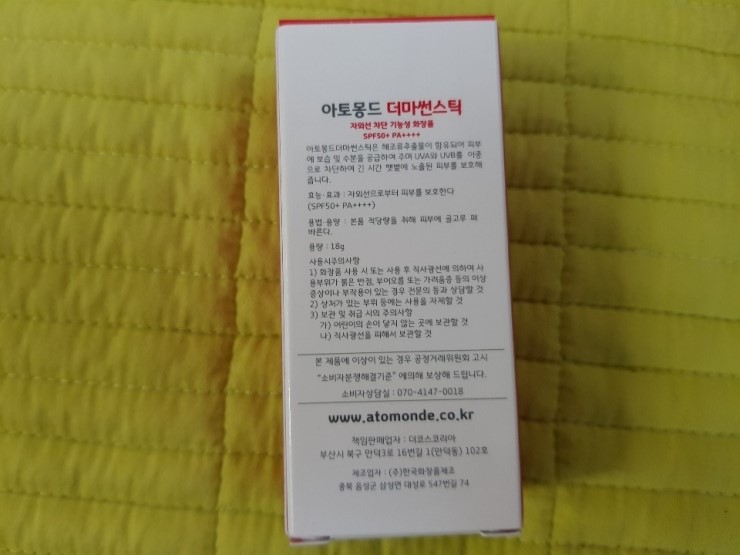 아토몽드 더마썬스틱
자외선 차단 기능성 화장품
SPF50+ PA++++
아토몽드더마썬스틱은 해조류추출물이 함유되어 피부
에 보습 및 수분을 공급하여 주며 UVA와 UVB를 이중
으로 차단하여 긴 시간 햇볕에 노출된 피부를 보호해
줍니다.
효능·효과 : 자외선으로부터 피부를 보호한다
(SPF50+ PA++++)
용법·용량 : 본품 적당량을 취해 피부에 골고루 펴
바른다.
용량 : 18g
사용시주의사항
1) 화장품 사용 시 또는 사용 후 직사광선에 의하여 사
용부위가 붉은 반점, 부어오름 또는 가려움증 등의 이상
증상이나 부작용이 있는 경우 전문의 등과 상담할 것
2) 상처가 있는 부위 등에는 사용을 자제할 것
3) 보관 및 취급 시의 주의사항
가) 어린이의 손이 닿지 않는 곳에 보관할 것
나) 직사광선을 피해서 보관할 것
본 제품에 이상이 있는 경우 공정거래위원회 고시
"소비자분쟁해결기준" 에의해 보상해 드립니다.
소비자상담실 : 070-4147-0018
www.atomonde.co.kr
책임판매업자 : 더코스코리아
부산시 북구 만덕3로 16번길 1(만덕동) 102호
제조업자 : (주)한국화장품제조
충북 음성군 삼성면 대성로 547번길 74